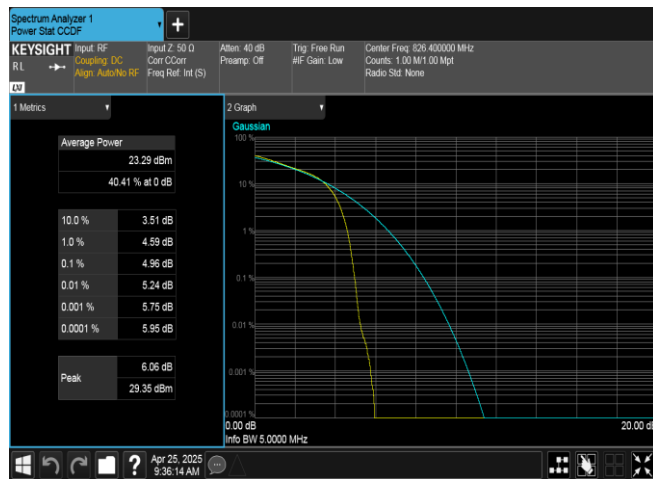 Spectrum Analyzer 1
Power Stat CCDF
KEYSIGHT
R L
LXI
Input: RF
Coupling: DC
Align: Auto/No RF
Input Z: 50 Ω
Corr CCorr
Freq Ref: Int (S)
Atten: 40 dB
Preamp: Off
Trig: Free Run
#IF Gain: Low
Center Freq: 826.400000 MHz
Counts: 1.00 M/1.00 Mpt
Radio Std: None
1 Metrics
Average Power
23.29 dBm
40.41 % at 0 dB
10.0 % 3.51 dB
1.0 % 4.59 dB
0.1 % 4.96 dB
0.01 % 5.24 dB
0.001 % 5.75 dB
0.0001 % 5.95 dB
Peak
6.06 dB
29.35 dBm
2 Graph
Gaussian
100 %
10 %
1 %
0.1 %
0.01 %
0.001 %
0.0001 %
0.00 dB
20.00 dB
Info BW 5.0000 MHz
?
Apr 25, 2025
9:36:14 AM